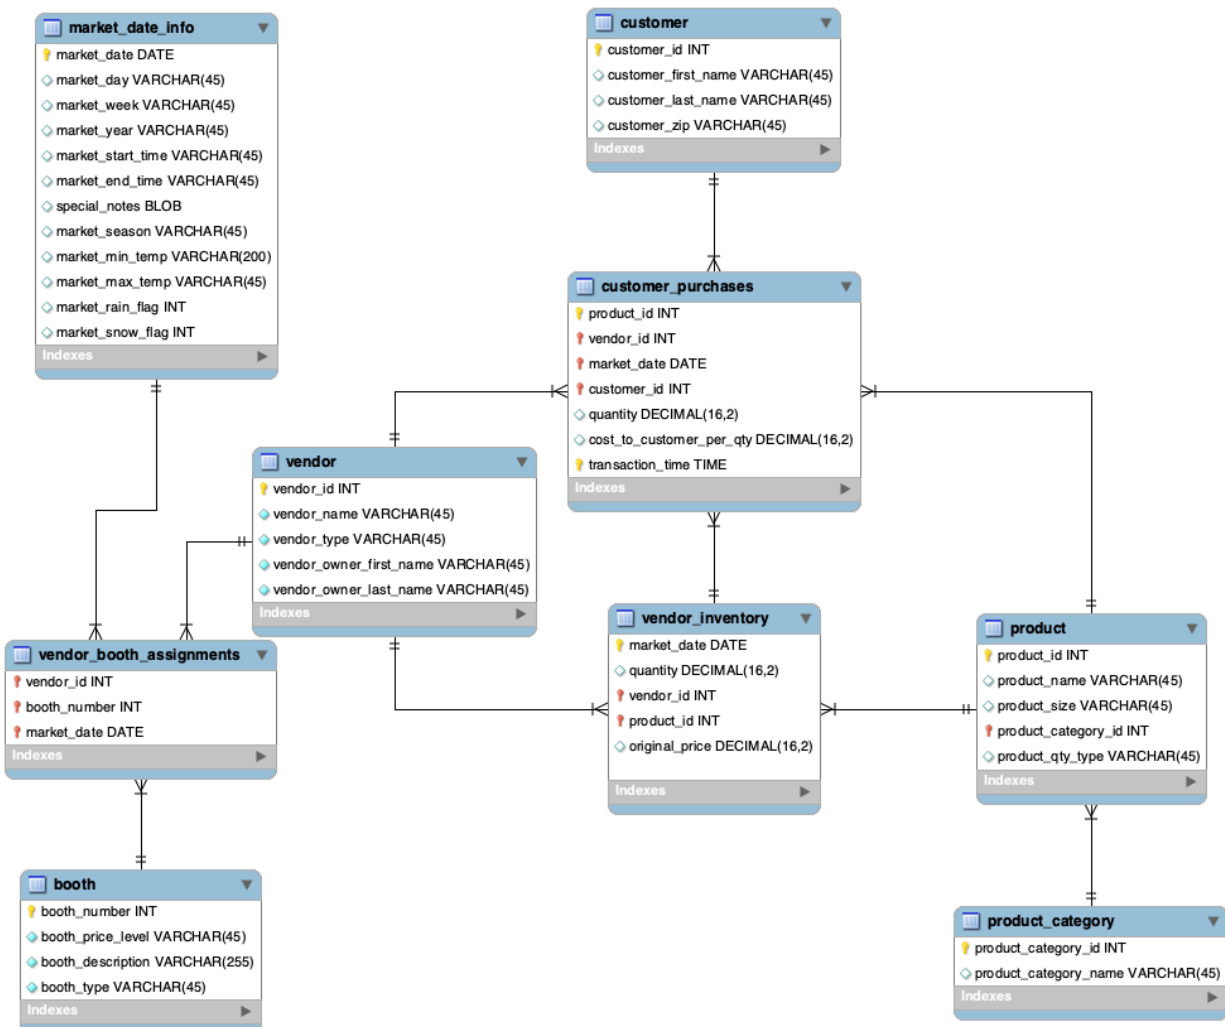 market_date_info
market_date DATE
market_day VARCHAR(45)
market_week VARCHAR(45)
market_year VARCHAR(45)
market_start_time VARCHAR(45)
market_end_time VARCHAR(45)
special_notes BLOB
market_season VARCHAR(45)
market_min_temp VARCHAR(200)
market_max_temp VARCHAR(45)
market_rain_flag INT
market_snow_flag INT
Indexes
customer
customer_id INT
customer_first_name VARCHAR(45)
customer_last_name VARCHAR(45)
customer_zip VARCHAR(45)
Indexes
customer_purchases
product_id INT
vendor_id INT
market_date DATE
customer_id INT
quantity DECIMAL(16,2)
cost_to_customer_per_qty DECIMAL(16,2)
transaction_time TIME
Indexes
vendor
vendor_id INT
vendor_name VARCHAR(45)
vendor_type VARCHAR(45)
vendor_owner_first_name VARCHAR(45)
vendor_owner_last_name VARCHAR(45)
Indexes
vendor_inventory
market_date DATE
quantity DECIMAL(16,2)
vendor_id INT
product_id INT
original_price DECIMAL(16,2)
Indexes
product
product_id INT
product_name VARCHAR(45)
product_size VARCHAR(45)
product_category_id INT
product_qty_type VARCHAR(45)
Indexes
vendor_booth_assignments
vendor_id INT
booth_number INT
market_date DATE
Indexes
booth
booth_number INT
booth_price_level VARCHAR(45)
booth_description VARCHAR(255)
booth_type VARCHAR(45)
Indexes
product_category
product_category_id INT
product_category_name VARCHAR(45)
Indexes